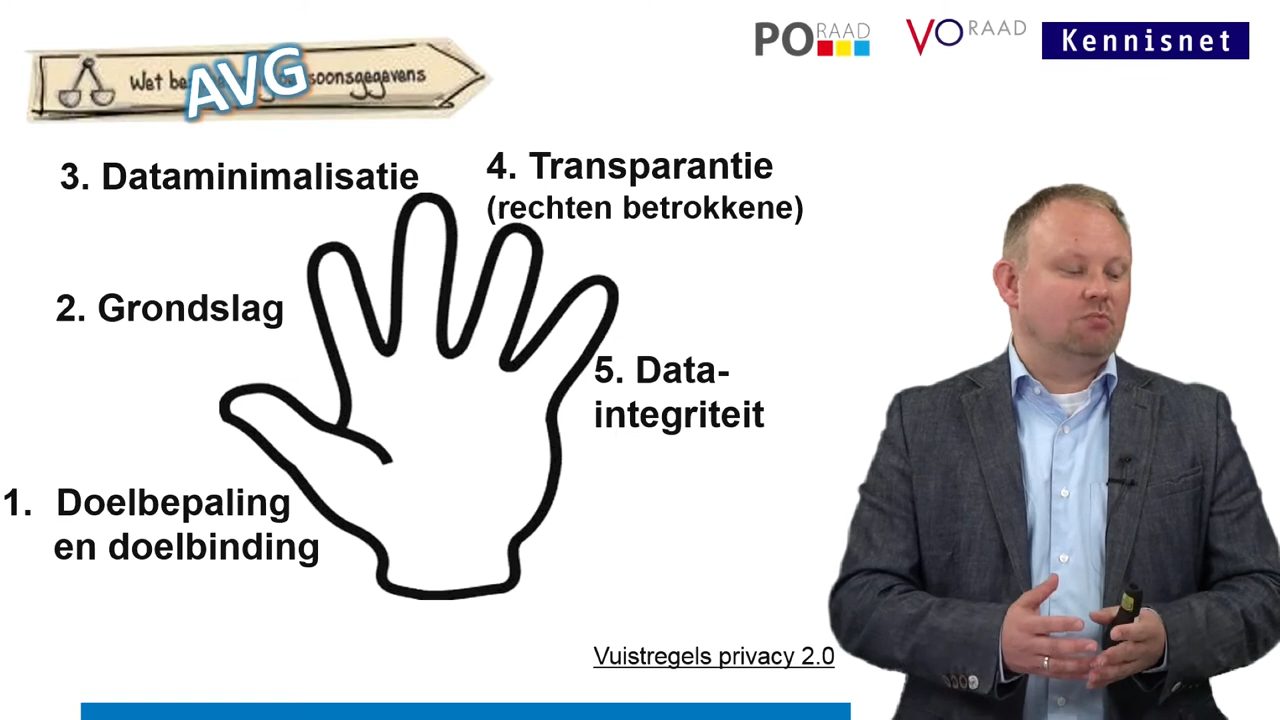 PO RAAD
VO RAAD
Kennisnet
Wet be soonsgegevens
AVG
3. Dataminimalisatie
4. Transparantie
(rechten betrokkene)
2. Grondslag
5. Data-
integriteit
1. Doelbepaling
en doelbinding
Vuistregels privacy 2.0